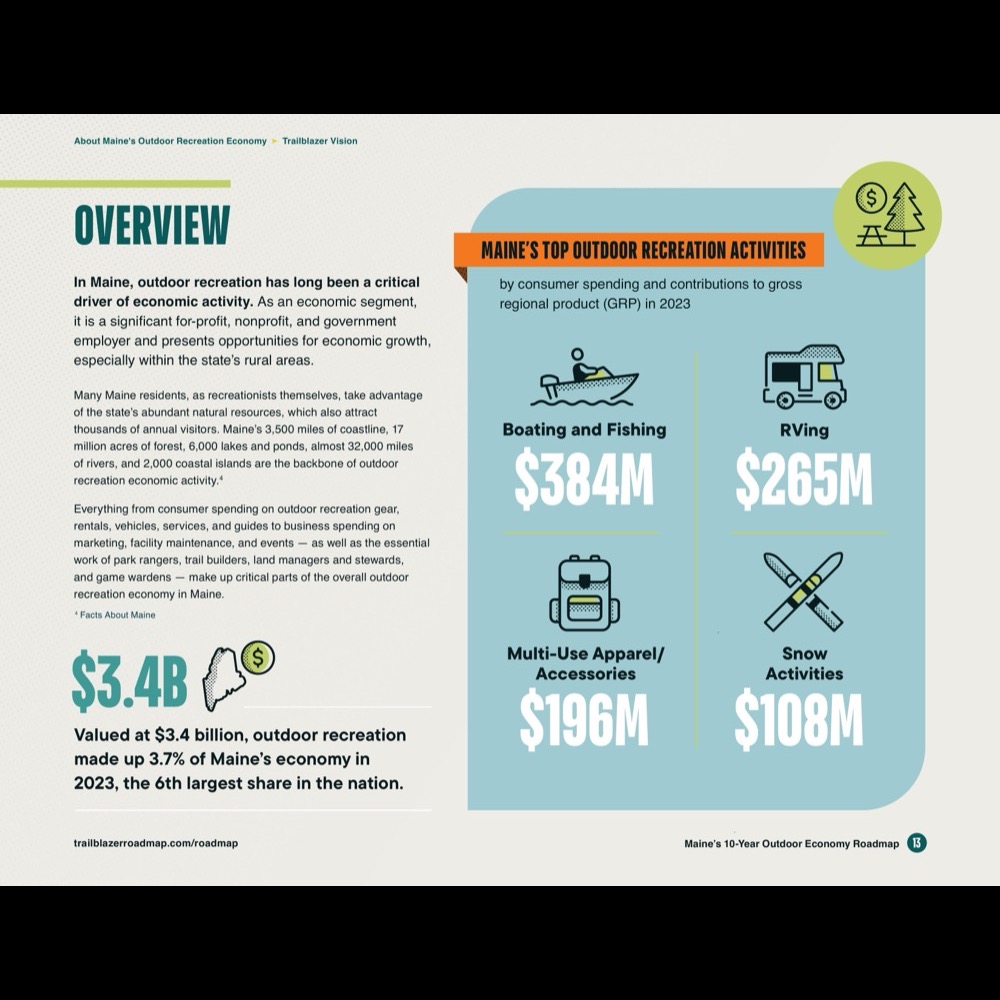 About Maine's Outdoor Recreation Economy ➤ Trailblazer Vision
OVERVIEW
In Maine, outdoor recreation has long been a critical
driver of economic activity. As an economic segment,
it is a significant for-profit, nonprofit, and government
employer and presents opportunities for economic growth,
especially within the state's rural areas.
Many Maine residents, as recreationists themselves, take advantage
of the state's abundant natural resources, which also attract
thousands of annual visitors. Maine's 3,500 miles of coastline, 17
million acres of forest, 6,000 lakes and ponds, almost 32,000 miles
of rivers, and 2,000 coastal islands are the backbone of outdoor
recreation economic activity.⁴
Everything from consumer spending on outdoor recreation gear,
rentals, vehicles, services, and guides to business spending on
marketing, facility maintenance, and events — as well as the essential
work of park rangers, trail builders, land managers and stewards,
and game wardens — make up critical parts of the overall outdoor
recreation economy in Maine.
⁴ Facts About Maine
$3.4B
$
Valued at $3.4 billion, outdoor recreation
made up 3.7% of Maine's economy in
2023, the 6th largest share in the nation.
trailblazerroadmap.com/roadmap
$
MAINE'S TOP OUTDOOR RECREATION ACTIVITIES
by consumer spending and contributions to gross
regional product (GRP) in 2023
Boating and Fishing
$384M
RVing
$265M
Multi-Use Apparel/
Accessories
$196M
Snow
Activities
$108M
Maine's 10-Year Outdoor Economy Roadmap 13